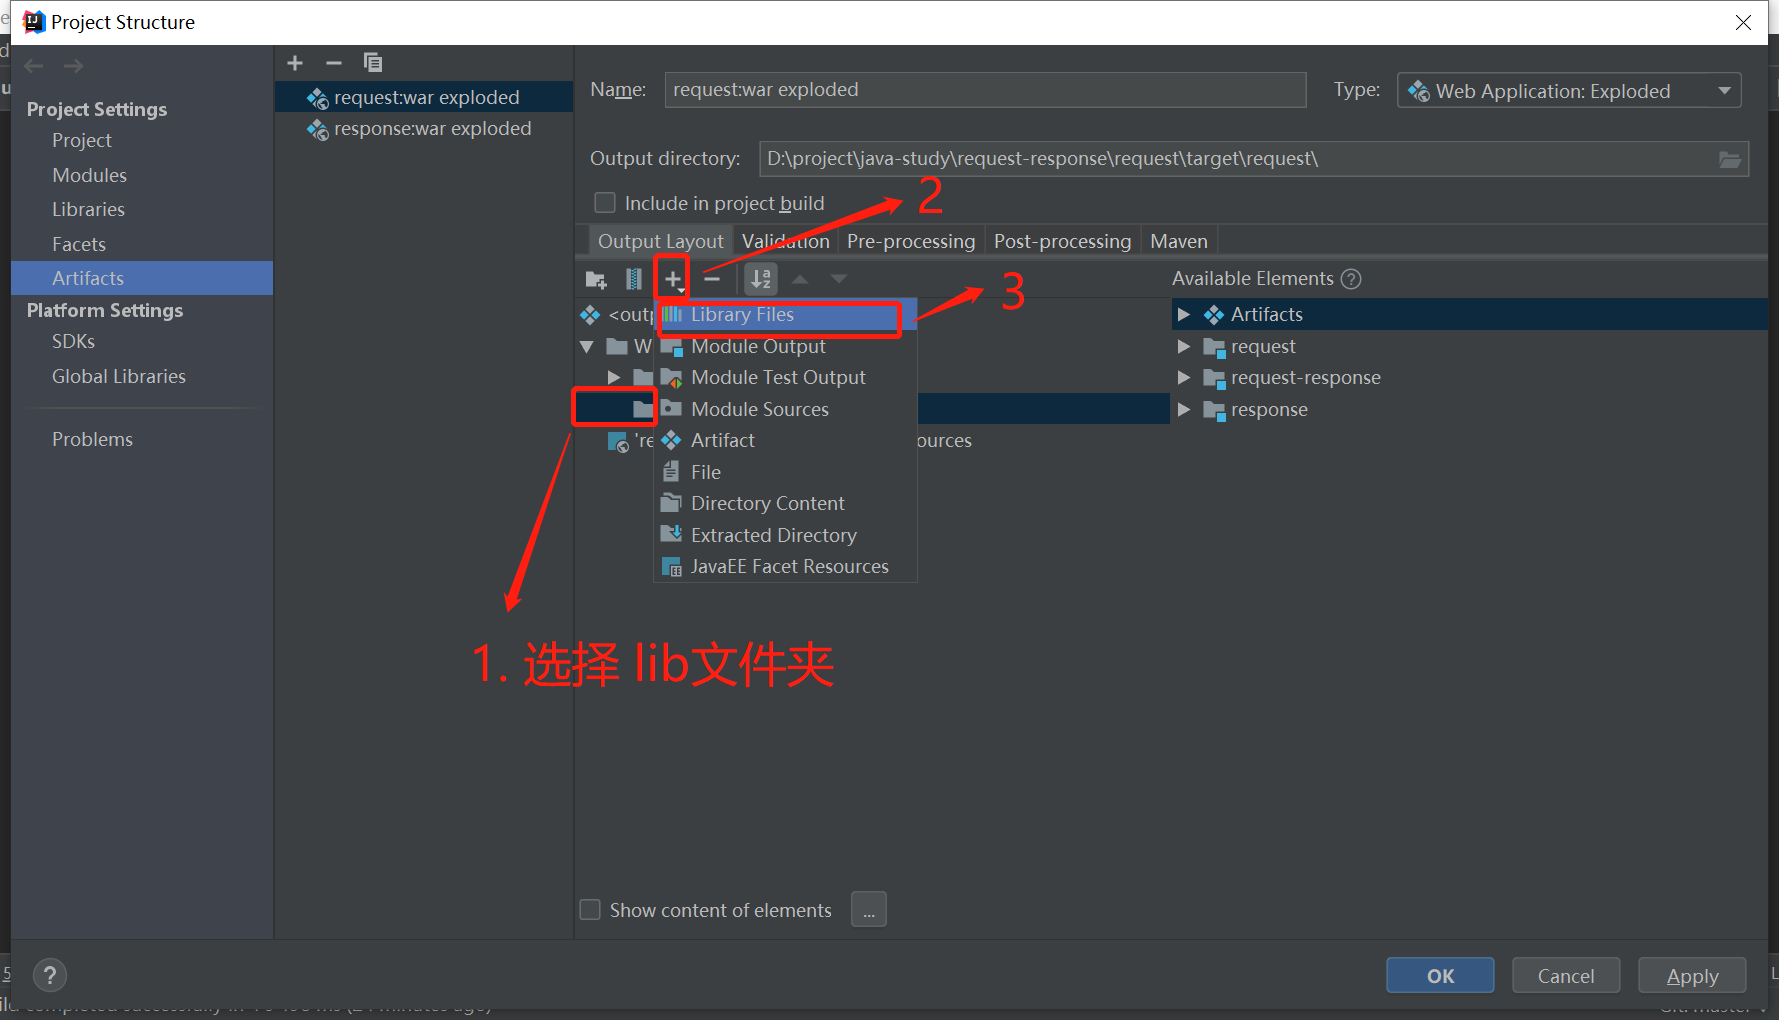 Project Structure
Project Settings
Project
Modules
Libraries
Facets
Artifacts
Platform Settings
SDKs
Global Libraries
Problems
request:war exploded
response:war exploded
Name: request:war exploded
Type: Web Application: Exploded
Output directory: D:\project\java-study\request-response\request\target\request\
Include in project build
2
Output Layout Validation Pre-processing Post-processing Maven
3
Available Elements
<outp
W
're
ources
Library Files
Module Output
Module Test Output
Module Sources
Artifact
File
Directory Content
Extracted Directory
JavaEE Facet Resources
Artifacts
request
request-response
response
1. 选择 lib文件夹
Show content of elements ...
? OK Cancel Apply